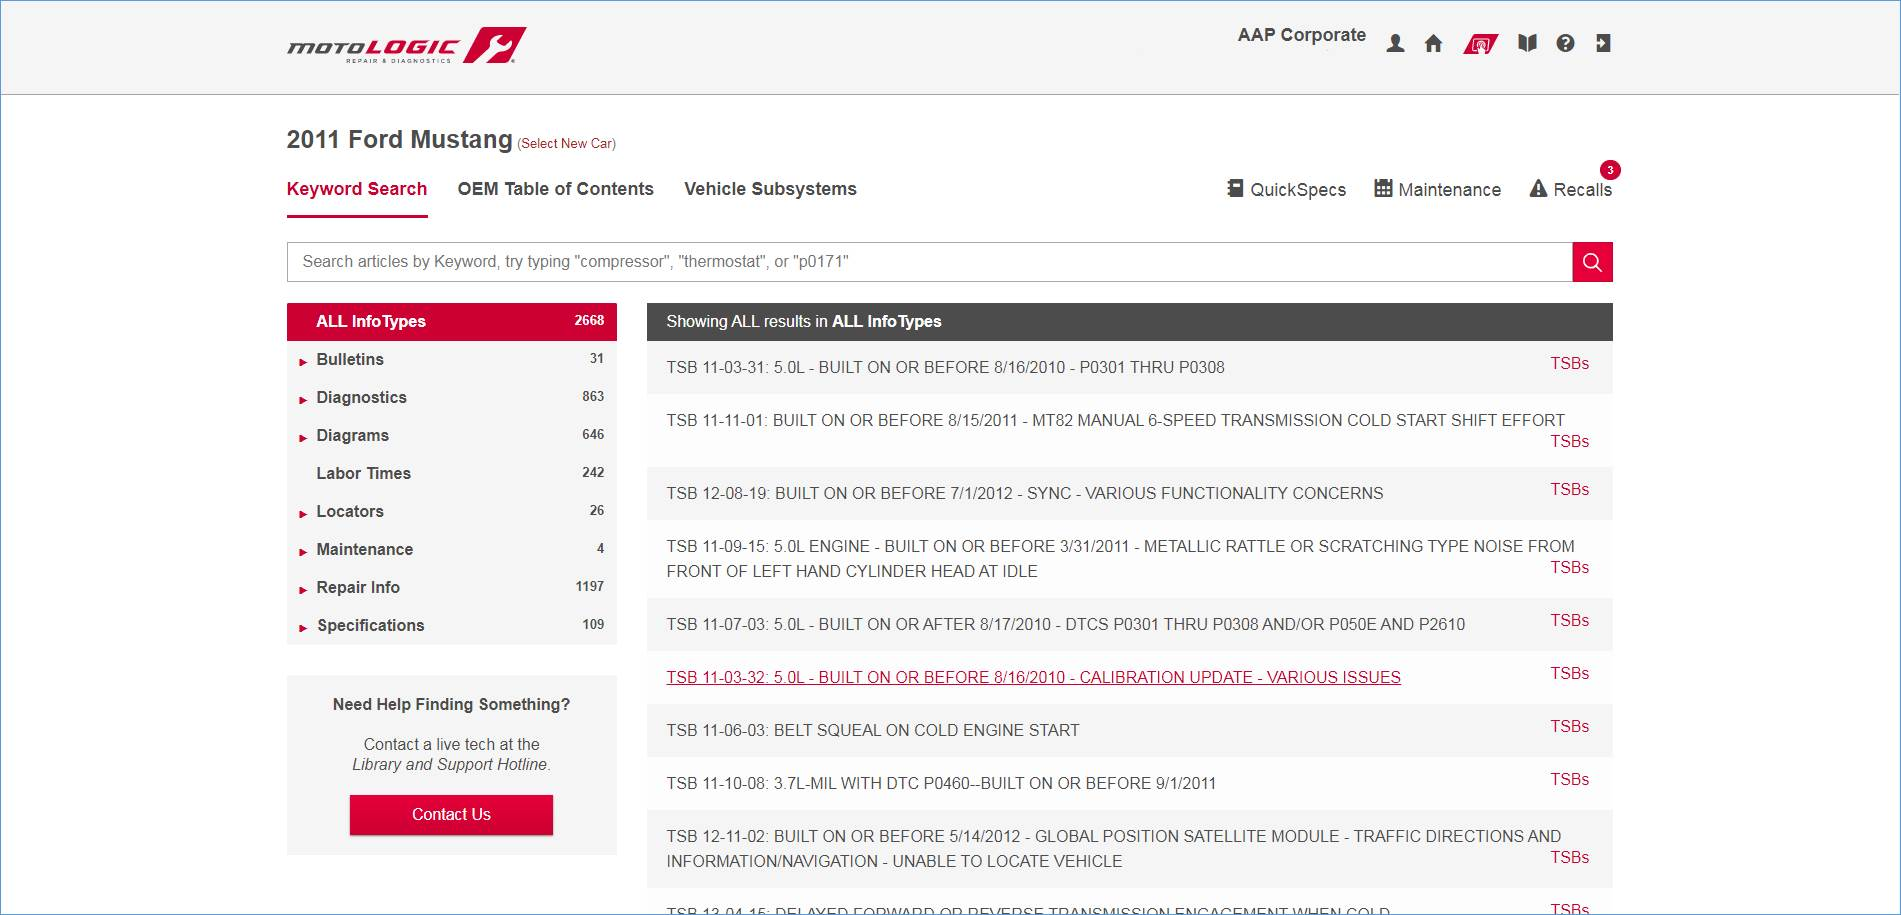 MOTOLOGIC
REPAIR & DIAGNOSTICS
AAP Corporate
2011 Ford Mustang (Select New Car)
Keyword Search OEM Table of Contents Vehicle Subsystems
QuickSpecs Maintenance Recalls 3
Search articles by Keyword, try typing "compressor", "thermostat", or "p0171"
ALL InfoTypes 2668
Bulletins 31
Diagnostics 863
Diagrams 646
Labor Times 242
Locators 26
Maintenance 4
Repair Info 1197
Specifications 109
Need Help Finding Something?
Contact a live tech at the
Library and Support Hotline.
Contact Us
Showing ALL results in ALL InfoTypes
TSB 11-03-31: 5.0L - BUILT ON OR BEFORE 8/16/2010 - P0301 THRU P0308 TSBs
TSB 11-11-01: BUILT ON OR BEFORE 8/15/2011 - MT82 MANUAL 6-SPEED TRANSMISSION COLD START SHIFT EFFORT
TSBs
TSB 12-08-19: BUILT ON OR BEFORE 7/1/2012 - SYNC - VARIOUS FUNCTIONALITY CONCERNS TSBs
TSB 11-09-15: 5.0L ENGINE - BUILT ON OR BEFORE 3/31/2011 - METALLIC RATTLE OR SCRATCHING TYPE NOISE FROM
FRONT OF LEFT HAND CYLINDER HEAD AT IDLE TSBs
TSB 11-07-03: 5.0L - BUILT ON OR AFTER 8/17/2010 - DTCS P0301 THRU P0308 AND/OR P050E AND P2610 TSBs
TSB 11-03-32: 5.0L - BUILT ON OR BEFORE 8/16/2010 - CALIBRATION UPDATE - VARIOUS ISSUES TSBs
TSB 11-06-03: BELT SQUEAL ON COLD ENGINE START TSBs
TSB 11-10-08: 3.7L-MIL WITH DTC P0460--BUILT ON OR BEFORE 9/1/2011 TSBs
TSB 12-11-02: BUILT ON OR BEFORE 5/14/2012 - GLOBAL POSITION SATELLITE MODULE - TRAFFIC DIRECTIONS AND
INFORMATION/NAVIGATION - UNABLE TO LOCATE VEHICLE TSBs
TSB 13-04-15: DELAYED FORWARD OR REVERSE TRANSMISSION ENGAGEMENT WHEN COLD TSBs